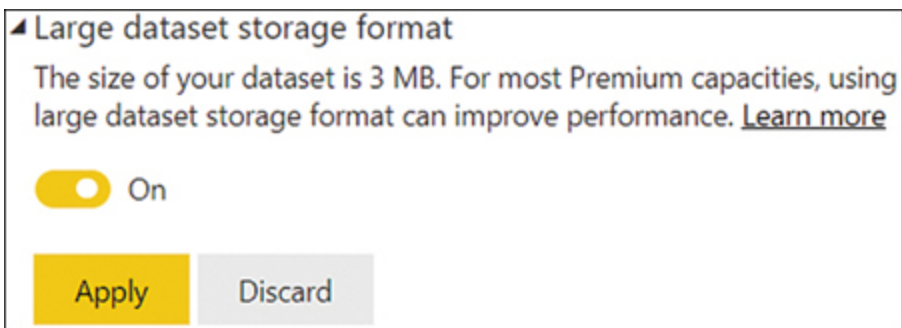 Large dataset storage format
The size of your dataset is 3 MB. For most Premium capacities, using
large dataset storage format can improve performance. Learn more
On
Apply Discard